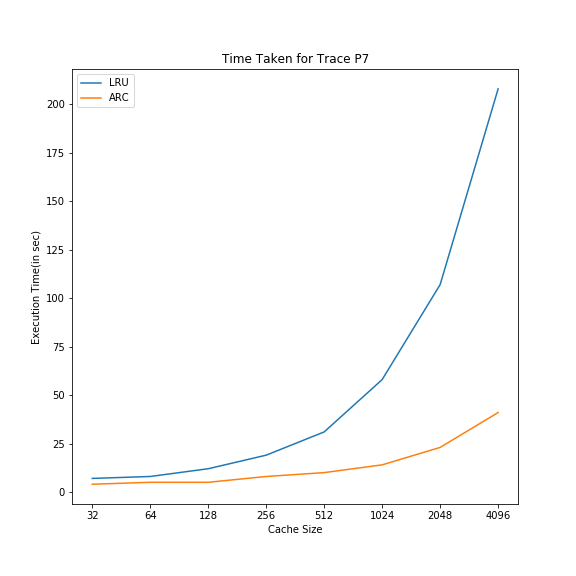 Time Taken for Trace P7
LRU
ARC
200
175
150
125
100
75
50
25
0
Execution Time(in sec)
32 64 128 256 512 1024 2048 4096
Cache Size